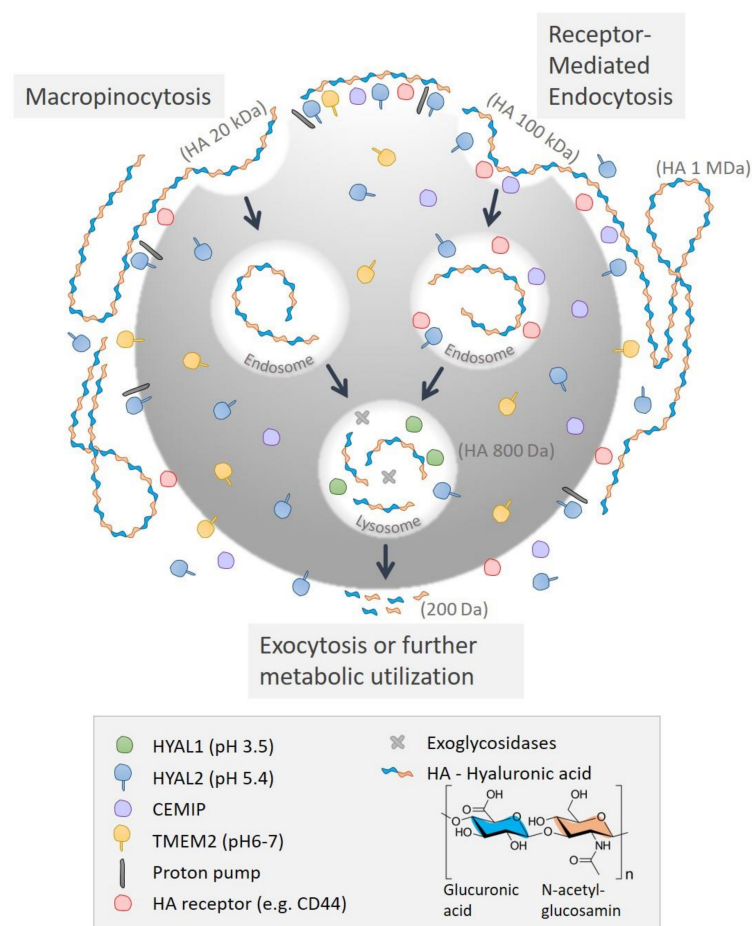 Receptor-
Mediated
Endocytosis
Macropinocytosis
(HA 20 kDa)
(HA 100 kDa)
(HA 1 MDa)
Endosome
Endosome
(HA 800 Da)
Lysosome
(200 Da)
Exocytosis or further
metabolic utilization
HYAL1 (pH 3.5)
HYAL2 (pH 5.4)
CEMIP
TMEM2 (pH6-7)
Proton pump
HA receptor (e.g. CD44)
Exoglycosidases
HA - Hyaluronic acid
O
OH
OH
O
O
HO
O
HO
O
HO
OH
NH
O
n
Glucuronic
acid
N-acetyl-
glucosamin